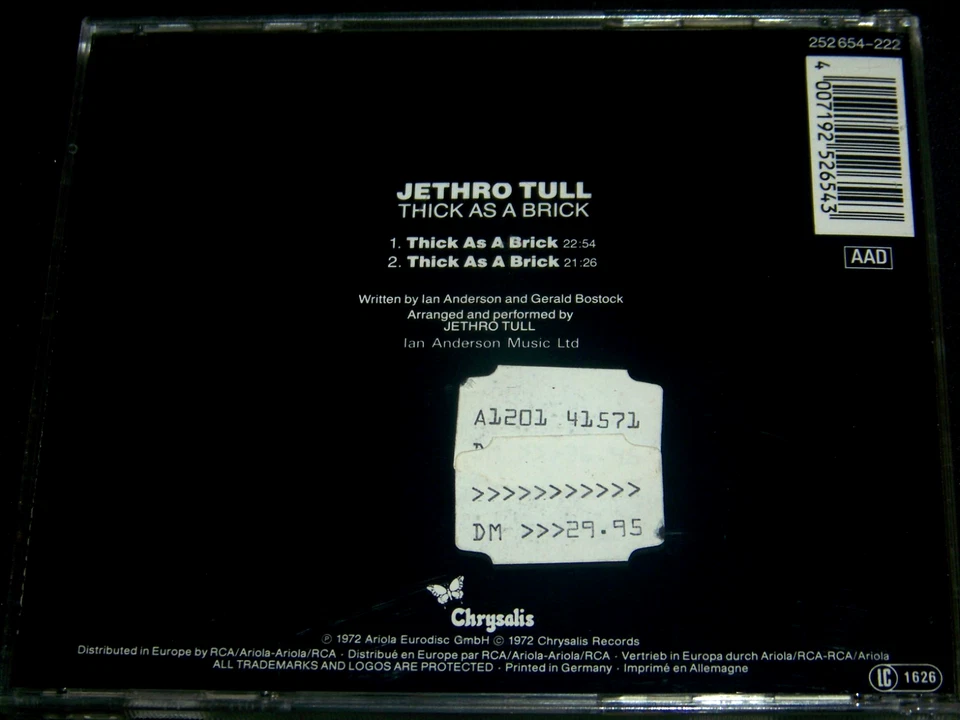 252 654-222
4 007192 526543
AAD
JETHRO TULL
THICK AS A BRICK
1. Thick As A Brick 22:54
2. Thick As A Brick 21:26
Written by Ian Anderson and Gerald Bostock
Arranged and performed by
JETHRO TULL
Ian Anderson Music Ltd
A1201 41571
>>>>>>>>>>>
DM >>>29.95
Chrysalis
℗ 1972 Ariola Eurodisc GmbH © 1972 Chrysalis Records
Distributed in Europe by RCA/Ariola-Ariola/RCA · Distribué en Europe par RCA/Ariola-Ariola/RCA · Vertrieb in Europa durch Ariola/RCA-RCA/Ariola
ALL TRADEMARKS AND LOGOS ARE PROTECTED · Printed in Germany · Imprimé en Allemagne
LC 1626